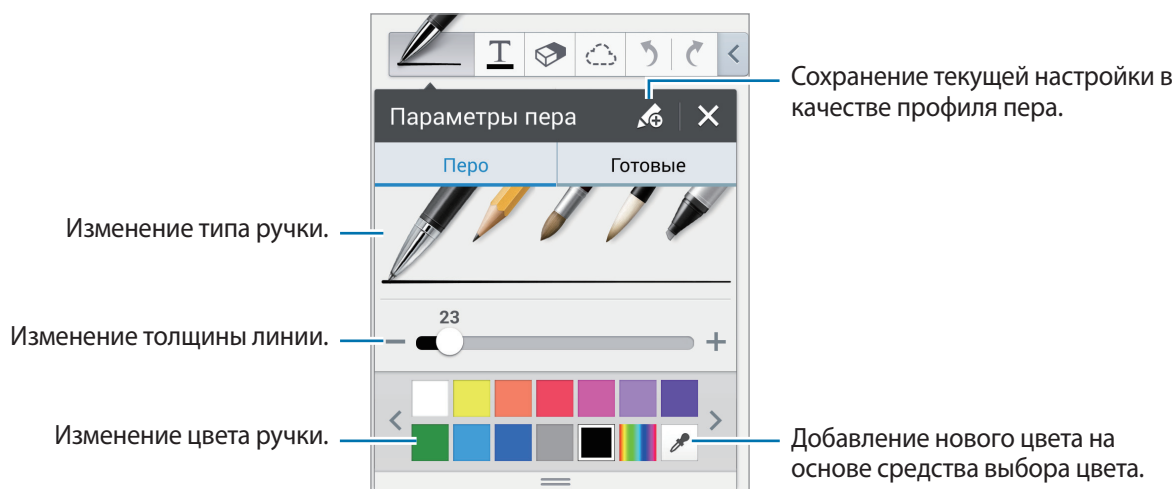 T
Сохранение текущей настройки в
качестве профиля пера.
Параметры пера
Перо
Готовые
Изменение типа ручки.
23
Изменение толщины линии.
Изменение цвета ручки.
Добавление нового цвета на
основе средства выбора цвета.